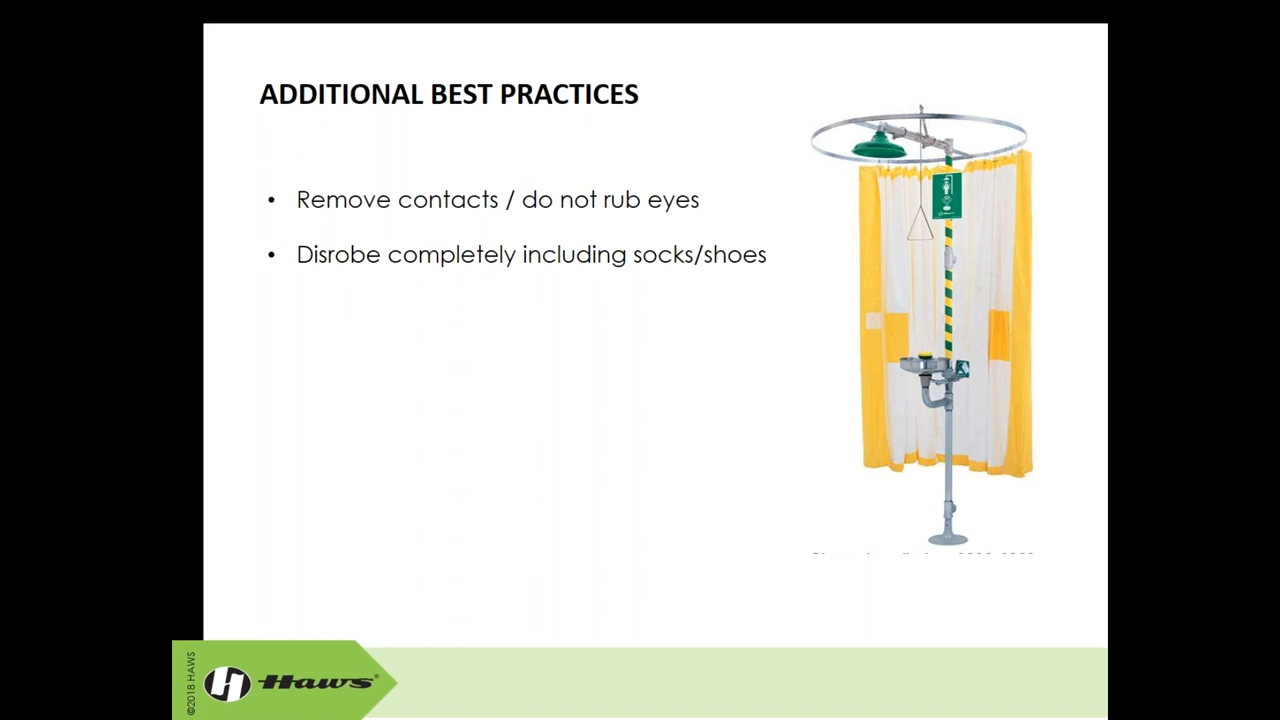 ADDITIONAL BEST PRACTICES
• Remove contacts / do not rub eyes
• Disrobe completely including socks/shoes
©2018 HAWS
H Haws®